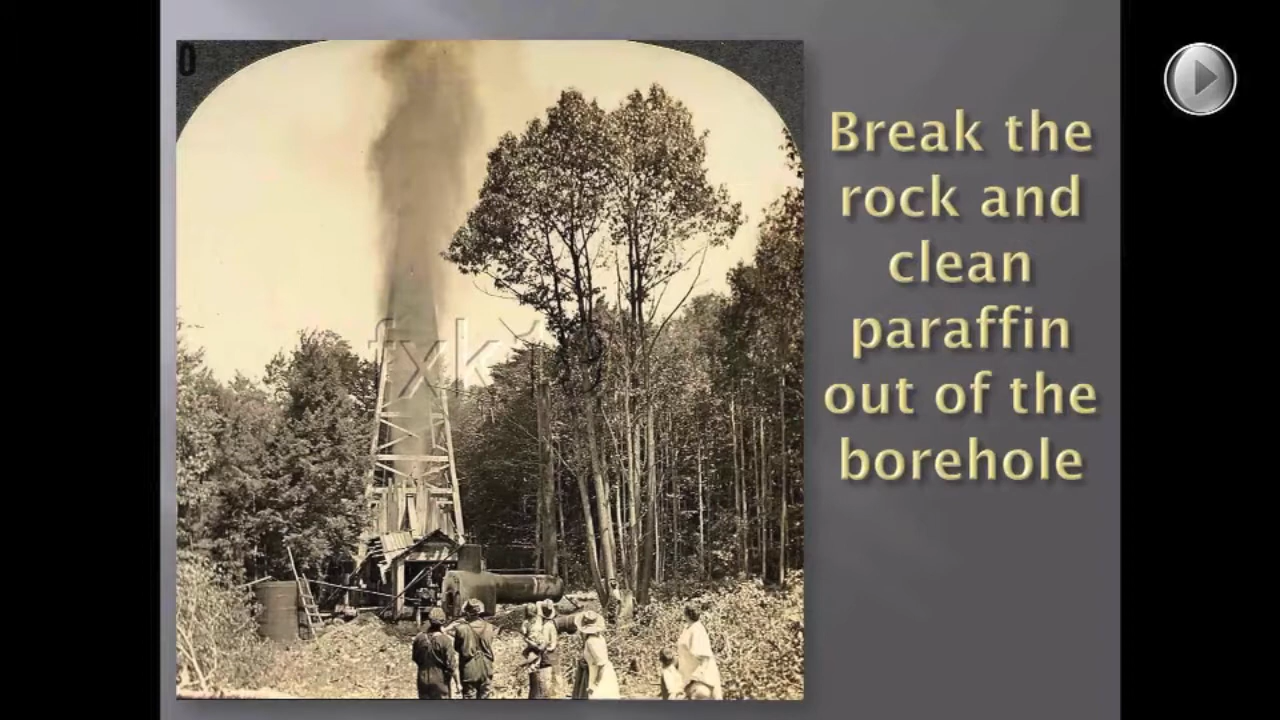 Break the
rock and
clean
paraffin
out of the
borehole